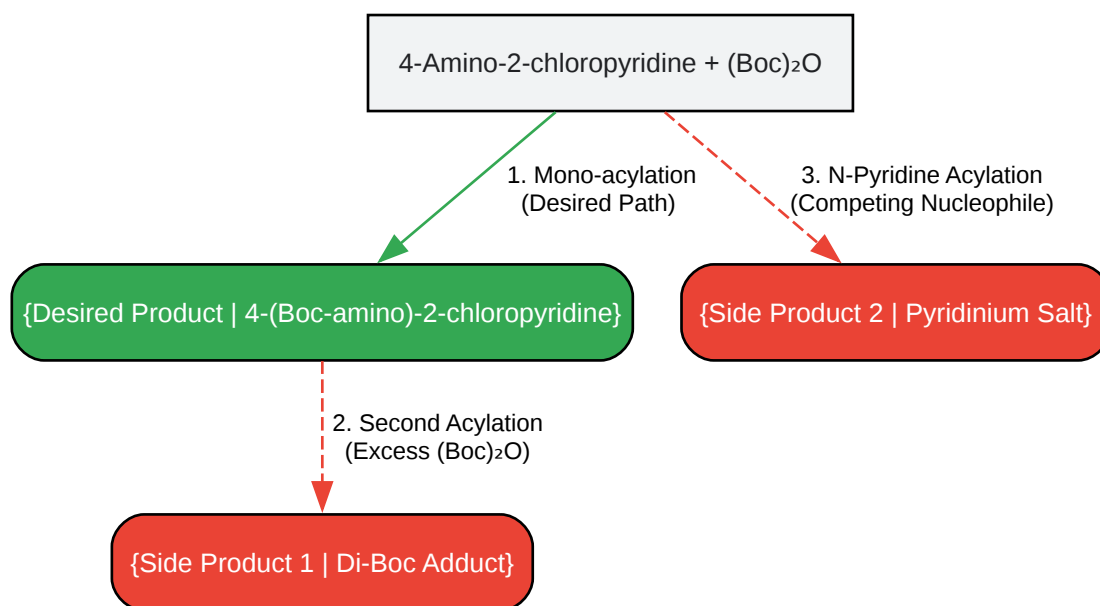 4-Amino-2-chloropyridine + (Boc)₂O
1. Mono-acylation
(Desired Path)
3. N-Pyridine Acylation
(Competing Nucleophile)
{Desired Product | 4-(Boc-amino)-2-chloropyridine}
{Side Product 2 | Pyridinium Salt}
2. Second Acylation
(Excess (Boc)₂O)
{Side Product 1 | Di-Boc Adduct}